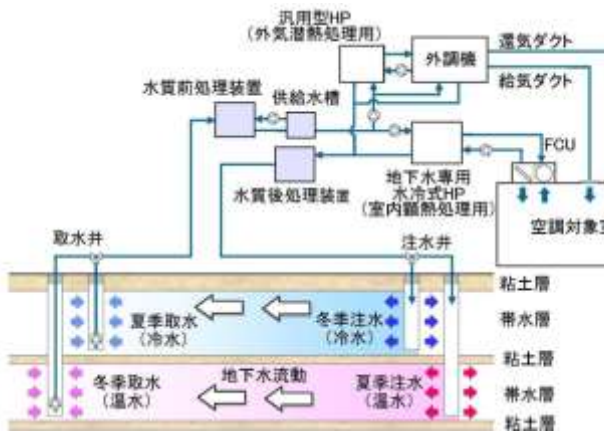 汎用型HP
(外気潜熱処理用)
外調機
還気ダクト
給気ダクト
水質前処理装置
供給水槽
FCU
水質後処理装置
地下水専用
水冷式HP
(室内顕熱処理用)
空調対象室
取水井
注水井
粘土層
夏季取水
(冷水)
冬季注水
(冷水)
帯水層
粘土層
冬季取水
(温水)
地下水流動
夏季注水
(温水)
帯水層
粘土層